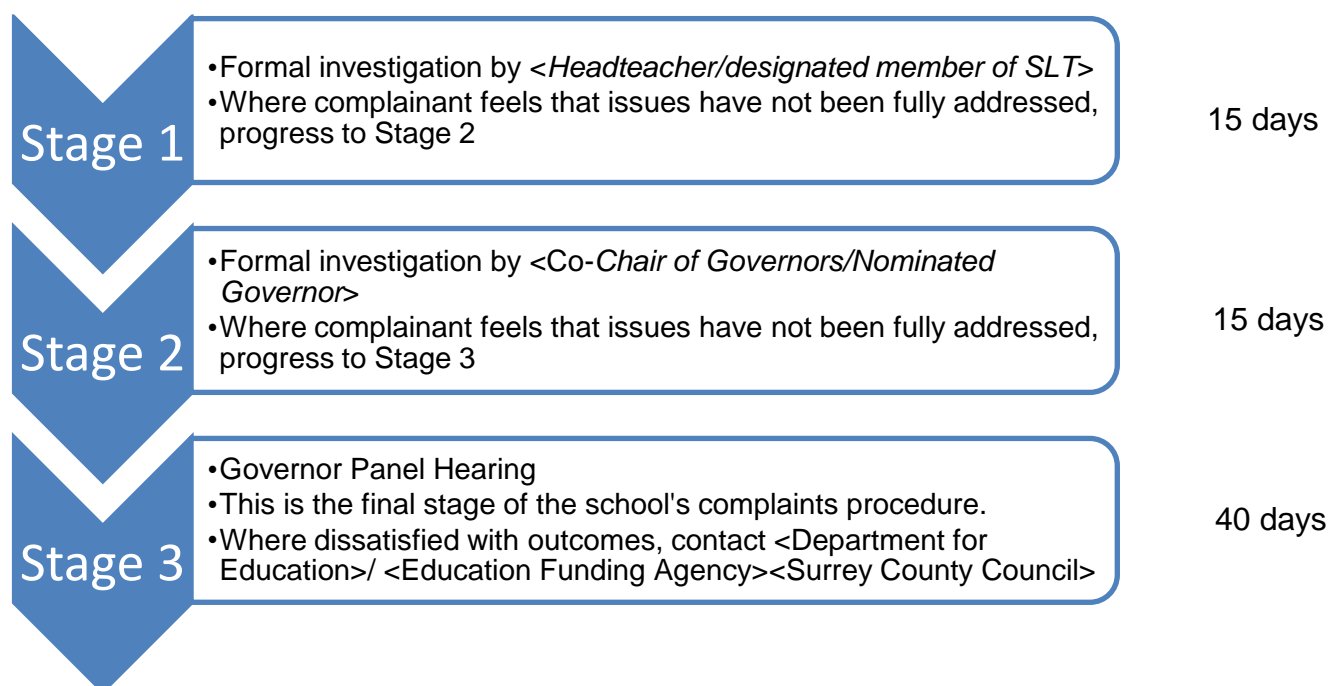 Stage 1
•Formal investigation by <Headteacher/designated member of SLT>
•Where complainant feels that issues have not been fully addressed,
progress to Stage 2
15 days
Stage 2
•Formal investigation by <Co-Chair of Governors/Nominated
Governor>
•Where complainant feels that issues have not been fully addressed,
progress to Stage 3
15 days
Stage 3
•Governor Panel Hearing
•This is the final stage of the school's complaints procedure.
•Where dissatisfied with outcomes, contact <Department for
Education>/ <Education Funding Agency><Surrey County Council>
40 days